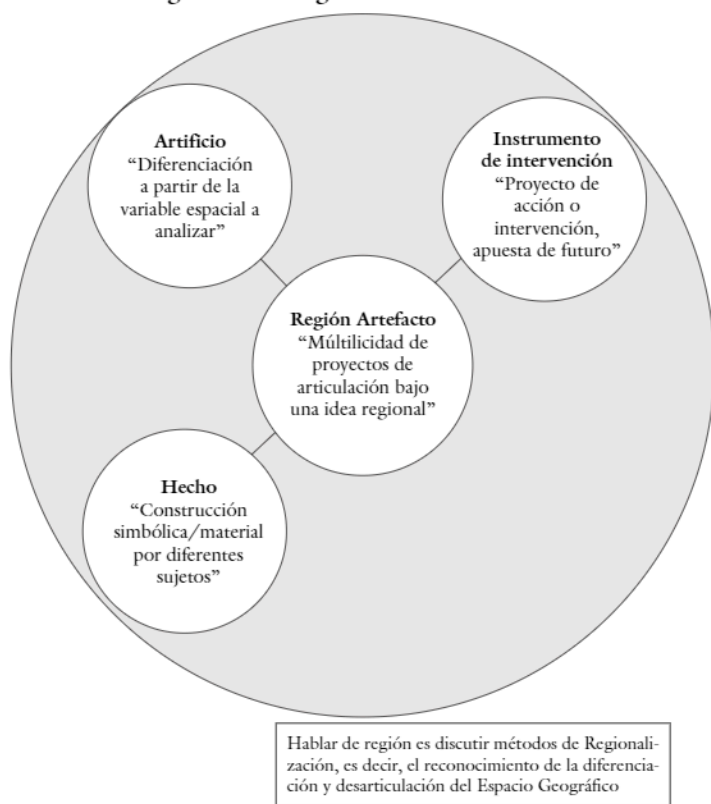 Artificio
“Diferenciación
a partir de la
variable espacial a
analizar”
Instrumento
de intervención
“Proyecto de
acción o
intervención,
apuesta de futuro”
Región Artefacto
“Múltilicidad de
proyectos de
articulación bajo
una idea regional”
Hecho
“Construcción
simbólica/material
por diferentes
sujetos”
Hablar de región es discutir métodos de Regionali-
zación, es decir, el reconocimiento de la diferencia-
ción y desarticulación del Espacio Geográfico